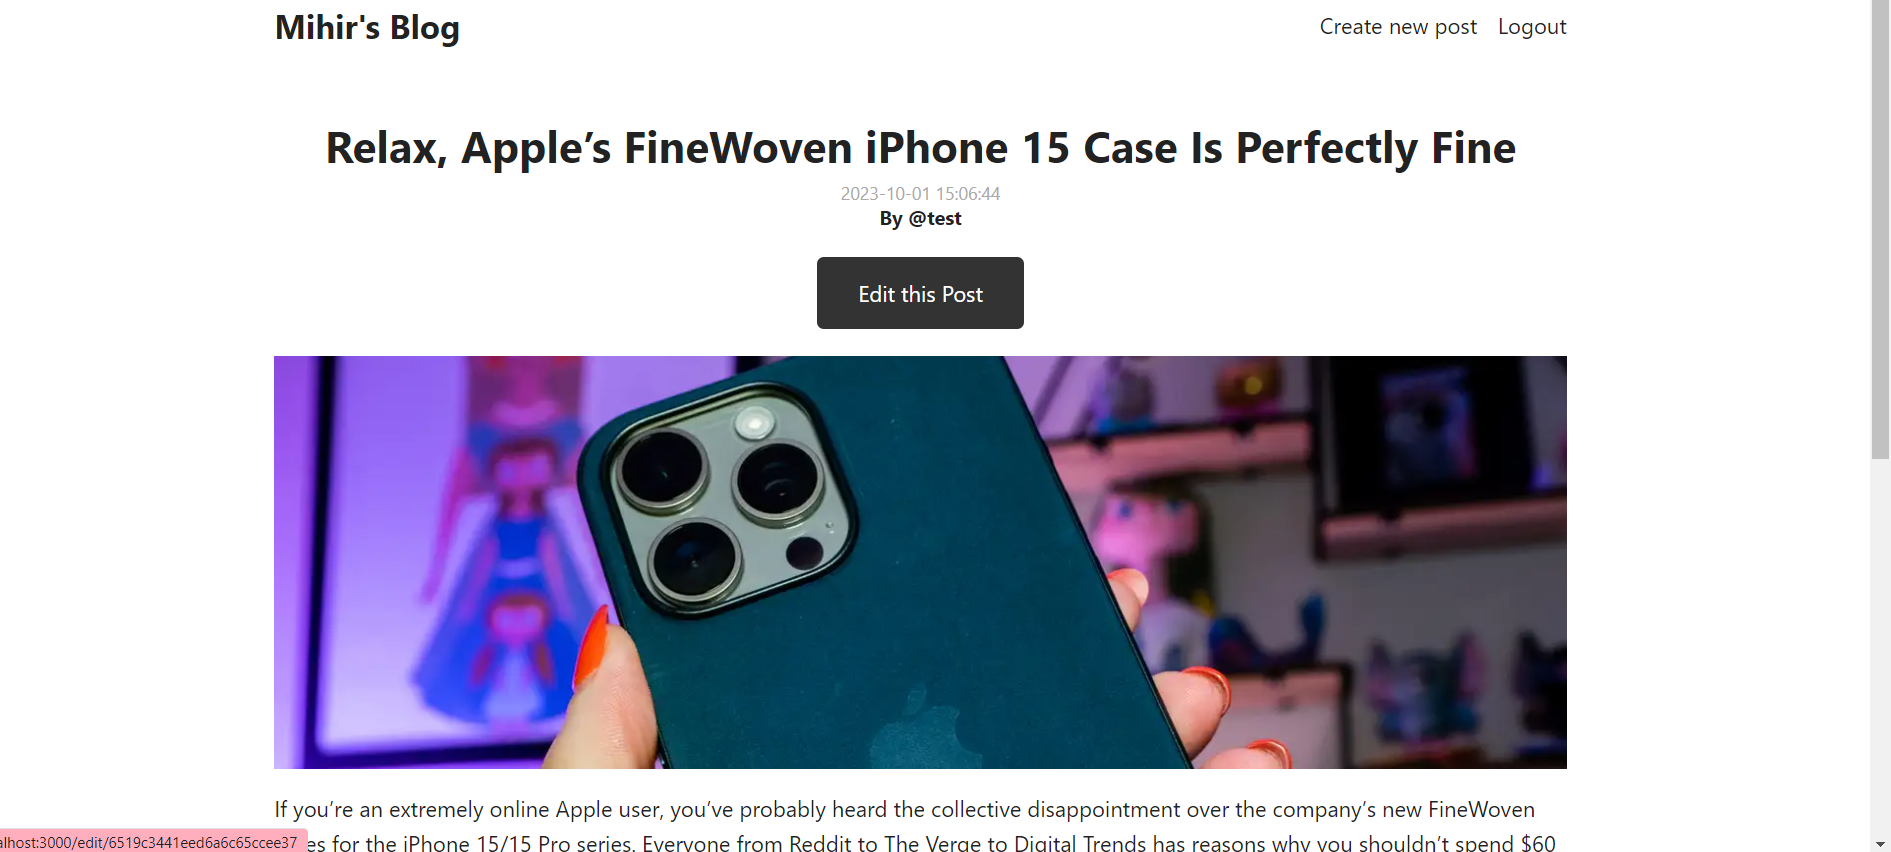 Mihir's Blog
Create new post Logout
Relax, Apple’s FineWoven iPhone 15 Case Is Perfectly Fine
2023-10-01 15:06:44
By @test
Edit this Post
If you’re an extremely online Apple user, you’ve probably heard the collective disappointment over the company’s new FineWoven
es for the iPhone 15/15 Pro series. Everyone from Reddit to The Verge to Digital Trends has reasons why you shouldn’t spend $60
alhost:3000/edit/6519c3441eed6a6c65ccee37